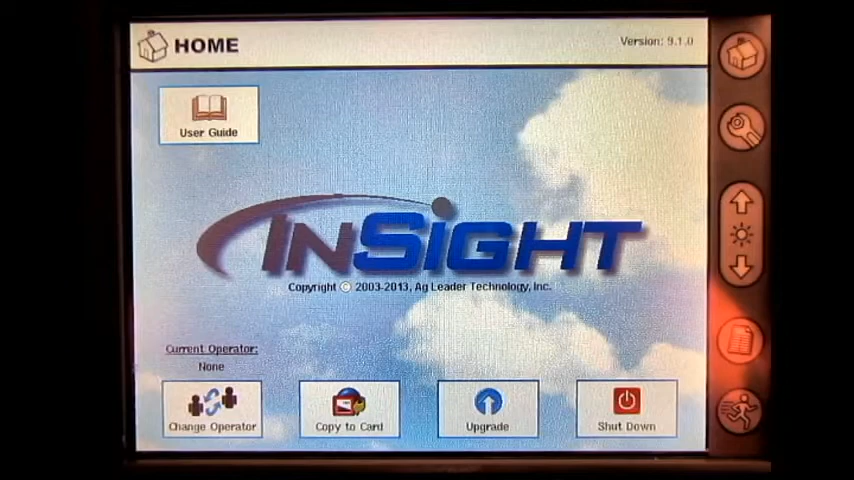 HOME
Version: 9.1.0
User Guide
INSIGHT
Copyright © 2003-2013, Ag Leader Technology, Inc.
Current Operator:
None
Change Operator
Copy to Card
Upgrade
Shut Down